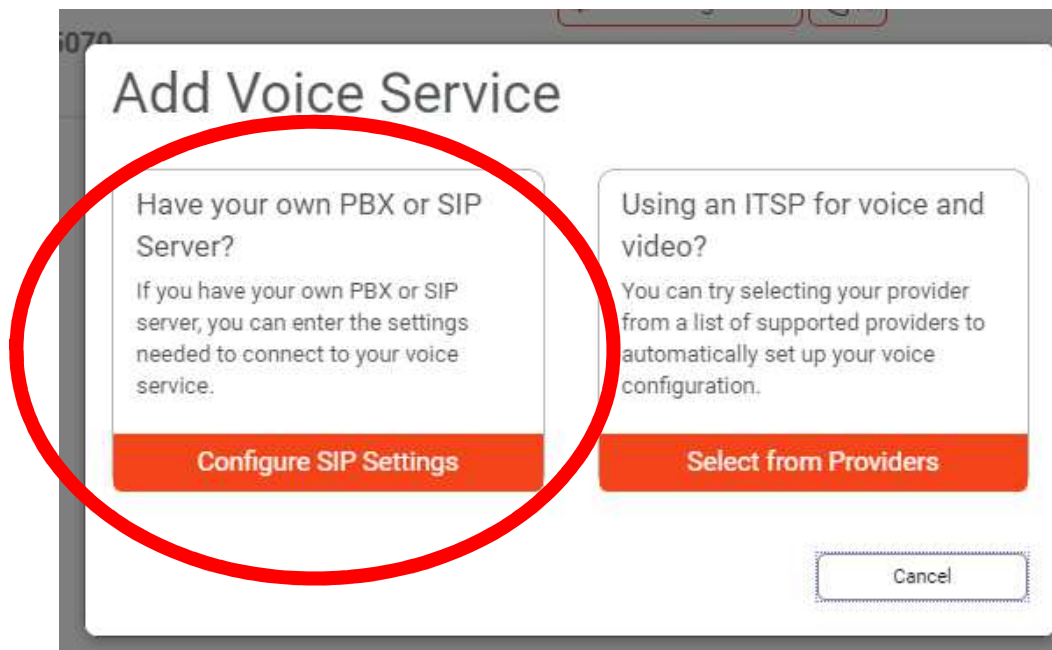 Add Voice Service
Have your own PBX or SIP
Server?
If you have your own PBX or SIP
server, you can enter the settings
needed to connect to your voice
service.
Configure SIP Settings
Using an ITSP for voice and
video?
You can try selecting your provider
from a list of supported providers to
automatically set up your voice
configuration.
Select from Providers
Cancel